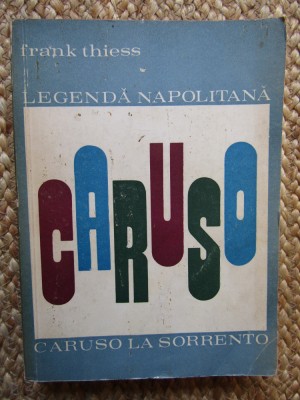 frank thiess
LEGENDĂ NAPOLITANĂ
CARUSO
CARUSO LA SORRENTO